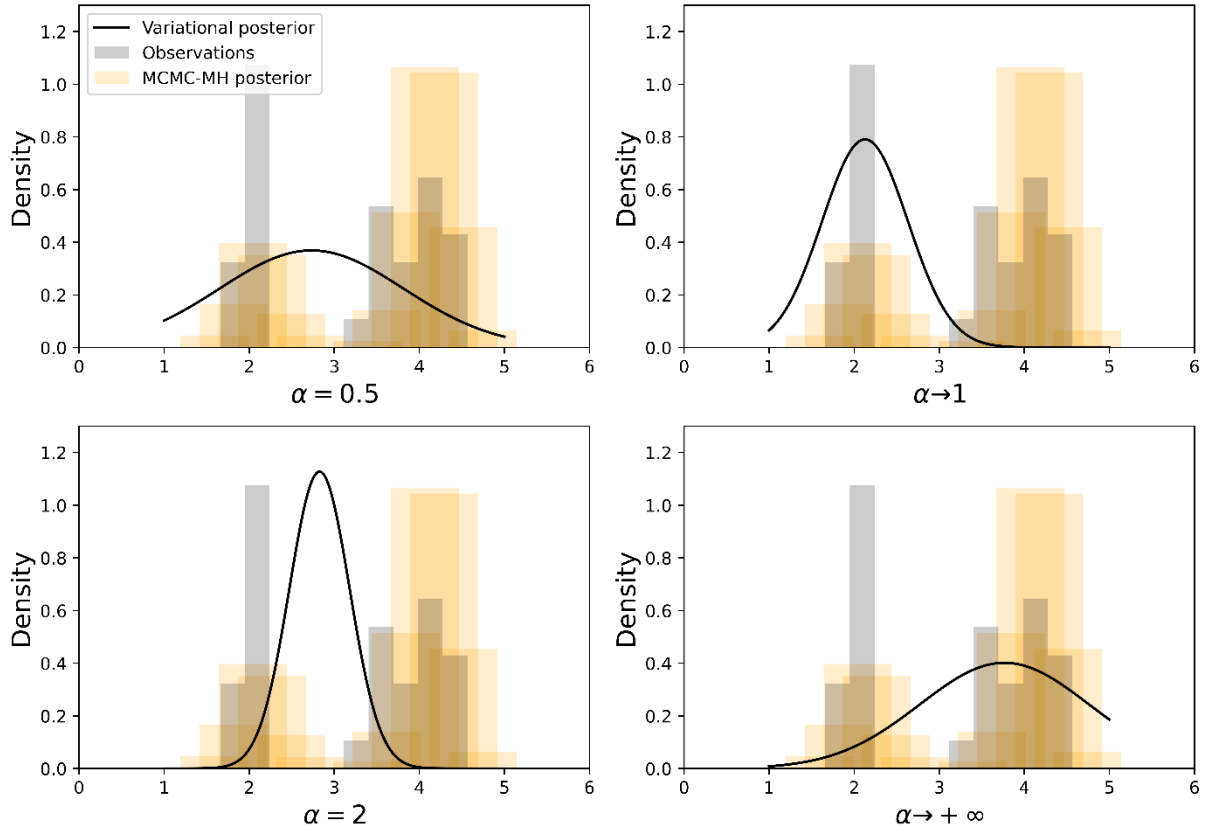 1.2
1.0
0.8
0.6
0.4
0.2
0.0
Density
Variational posterior
Observations
MCMC-MH posterior
0 1 2 3 4 5 6
α = 0.5
1.2
1.0
0.8
0.6
0.4
0.2
0.0
Density
0 1 2 3 4 5 6
α→1
1.2
1.0
0.8
0.6
0.4
0.2
0.0
Density
0 1 2 3 4 5 6
α = 2
1.2
1.0
0.8
0.6
0.4
0.2
0.0
Density
0 1 2 3 4 5 6
α→ + ∞